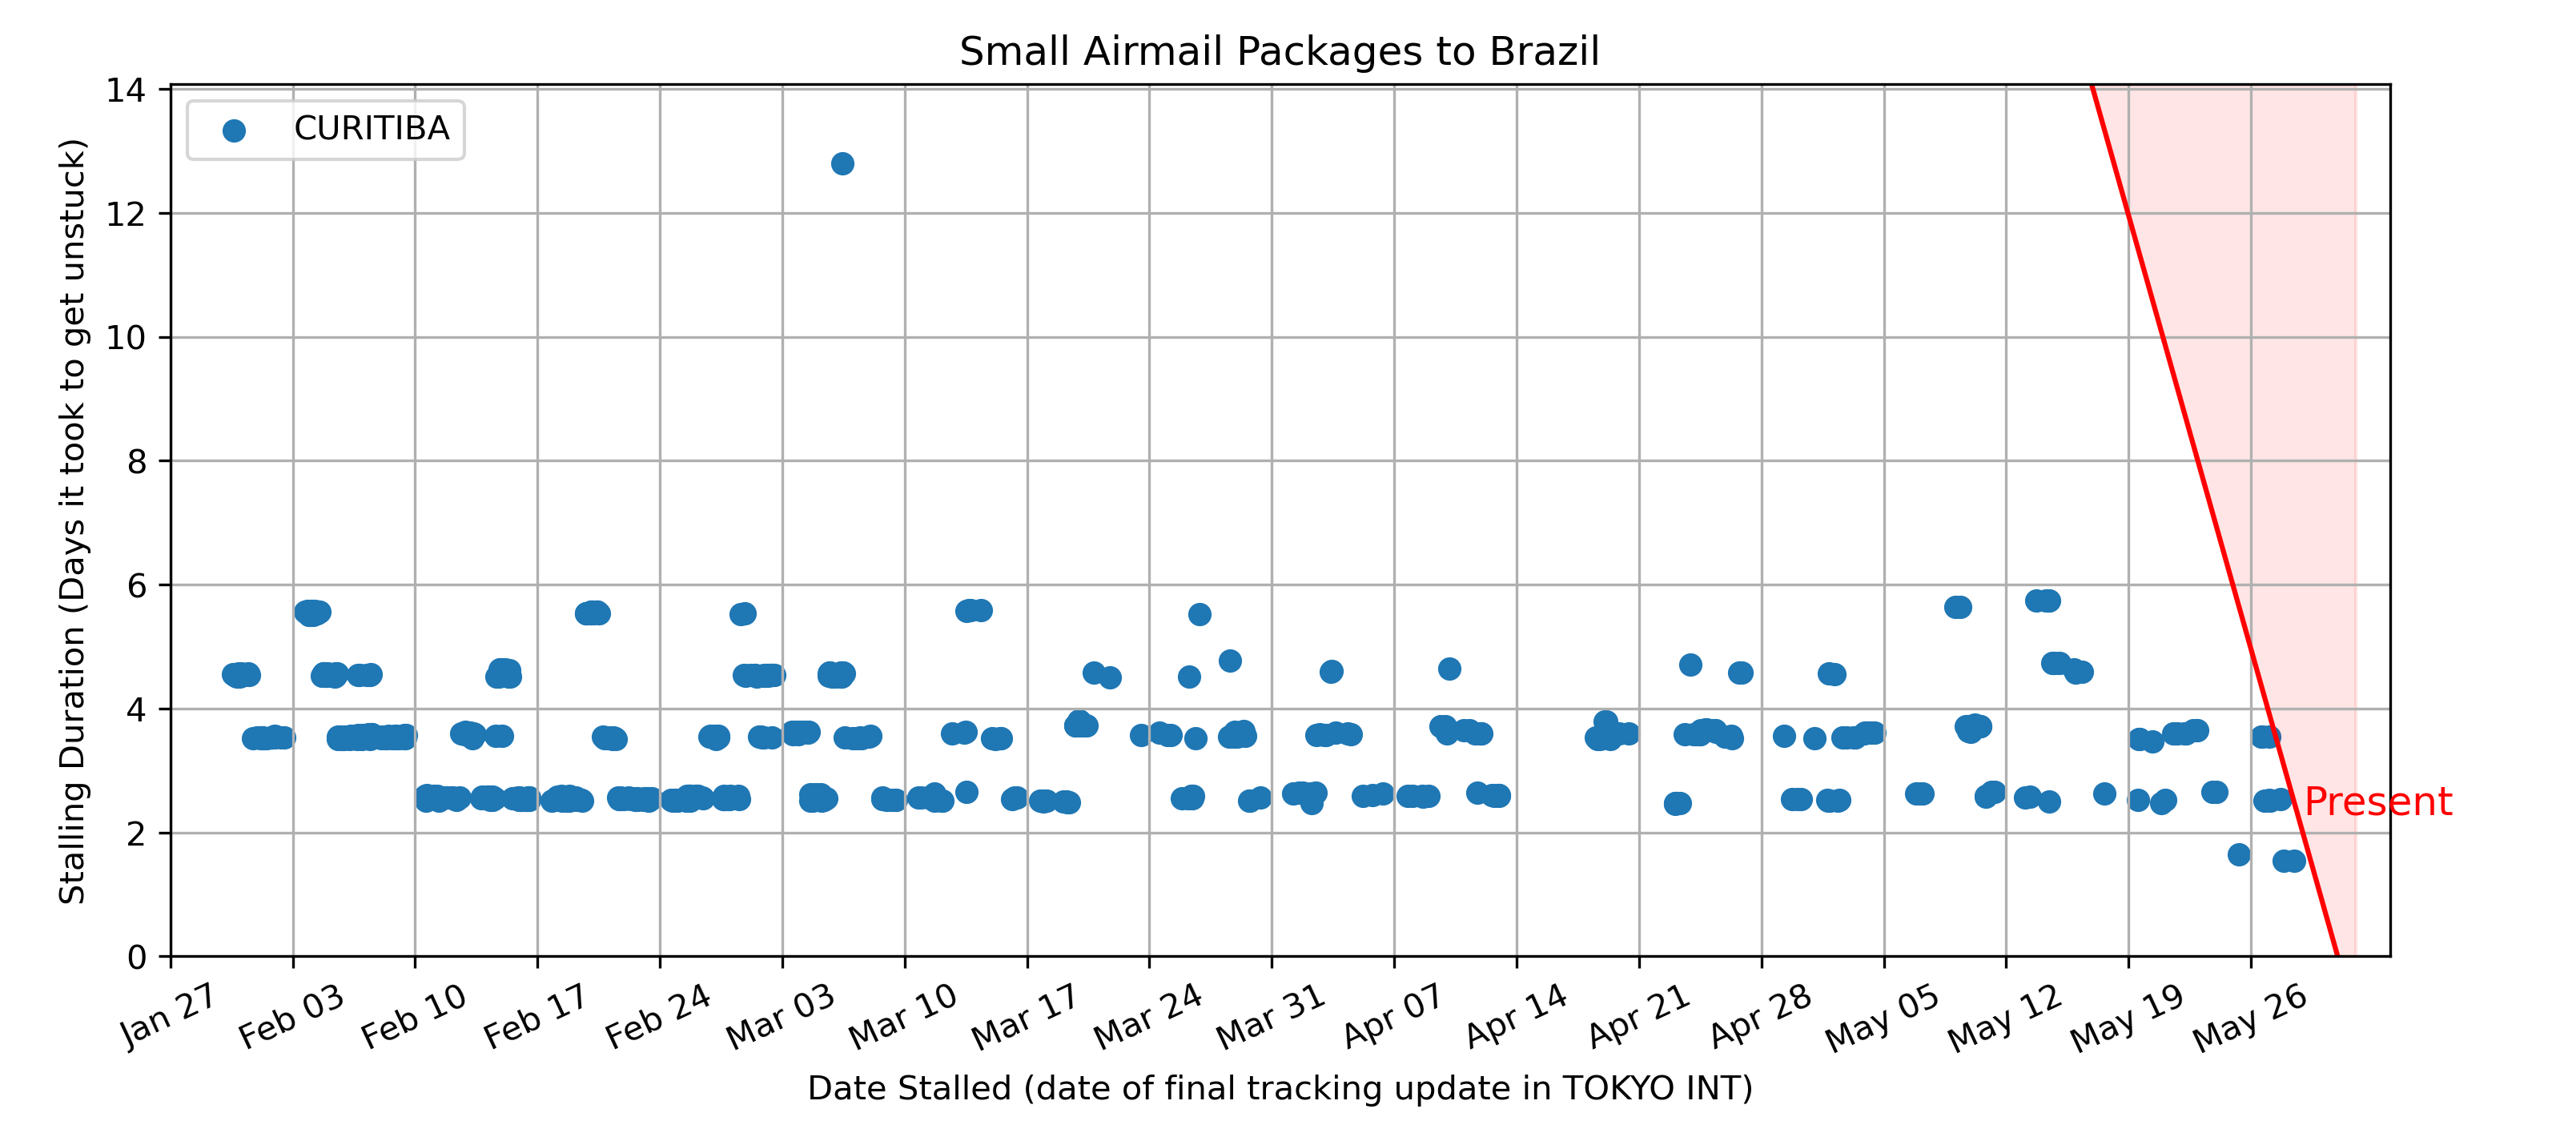 Small Airmail Packages to Brazil
CURITIBA
Stalling Duration (Days it took to get unstuck)
14
12
10
8
6
4
2
0
Present
Jan 27
Feb 03
Feb 10
Feb 17
Feb 24
Mar 03
Mar 10
Mar 17
Mar 24
Mar 31
Apr 07
Apr 14
Apr 21
Apr 28
May 05
May 12
May 19
May 26
Date Stalled (date of final tracking update in TOKYO INT)